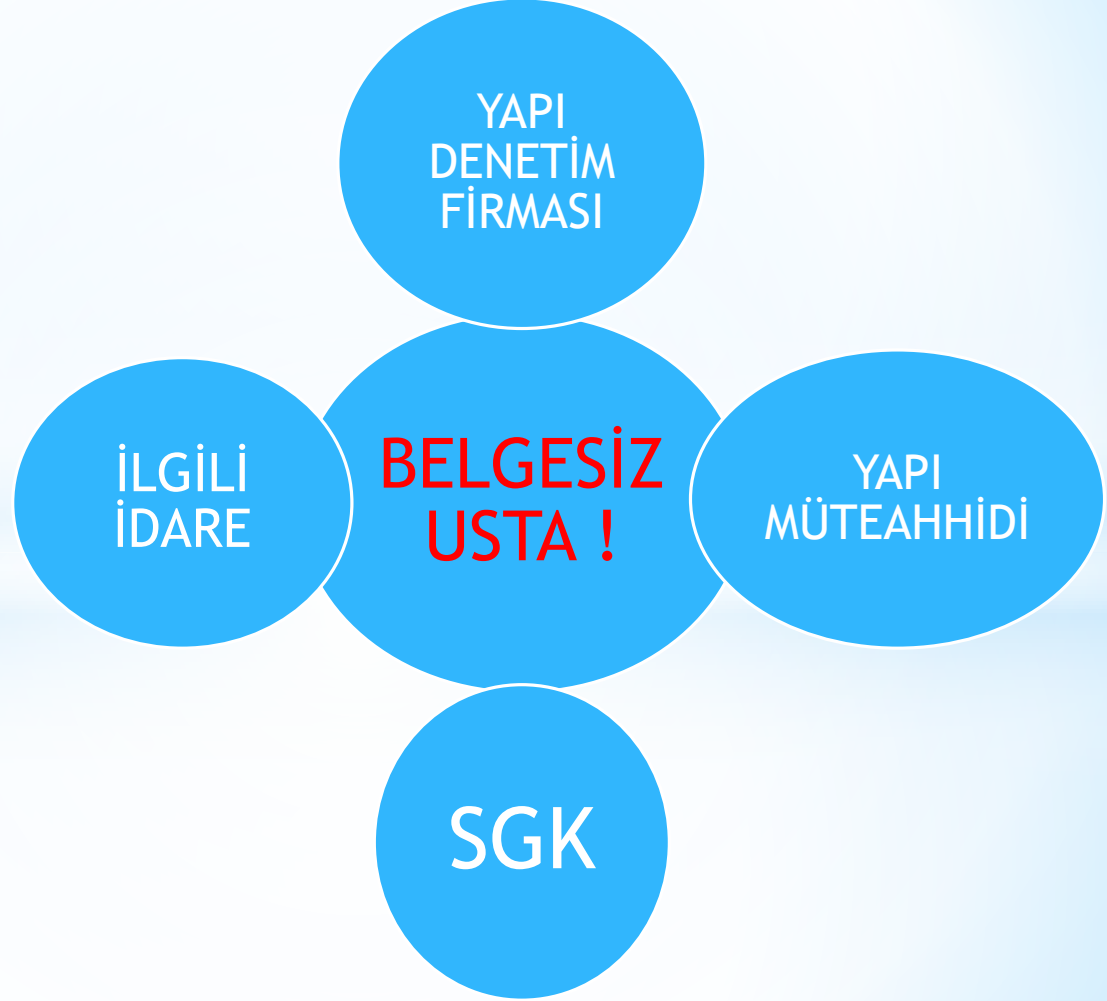 YAPI
DENETİM
FİRMASI
İLGİLİ
İDARE
BELGESİZ
USTA !
YAPI
MÜTEAHHİDİ
SGK